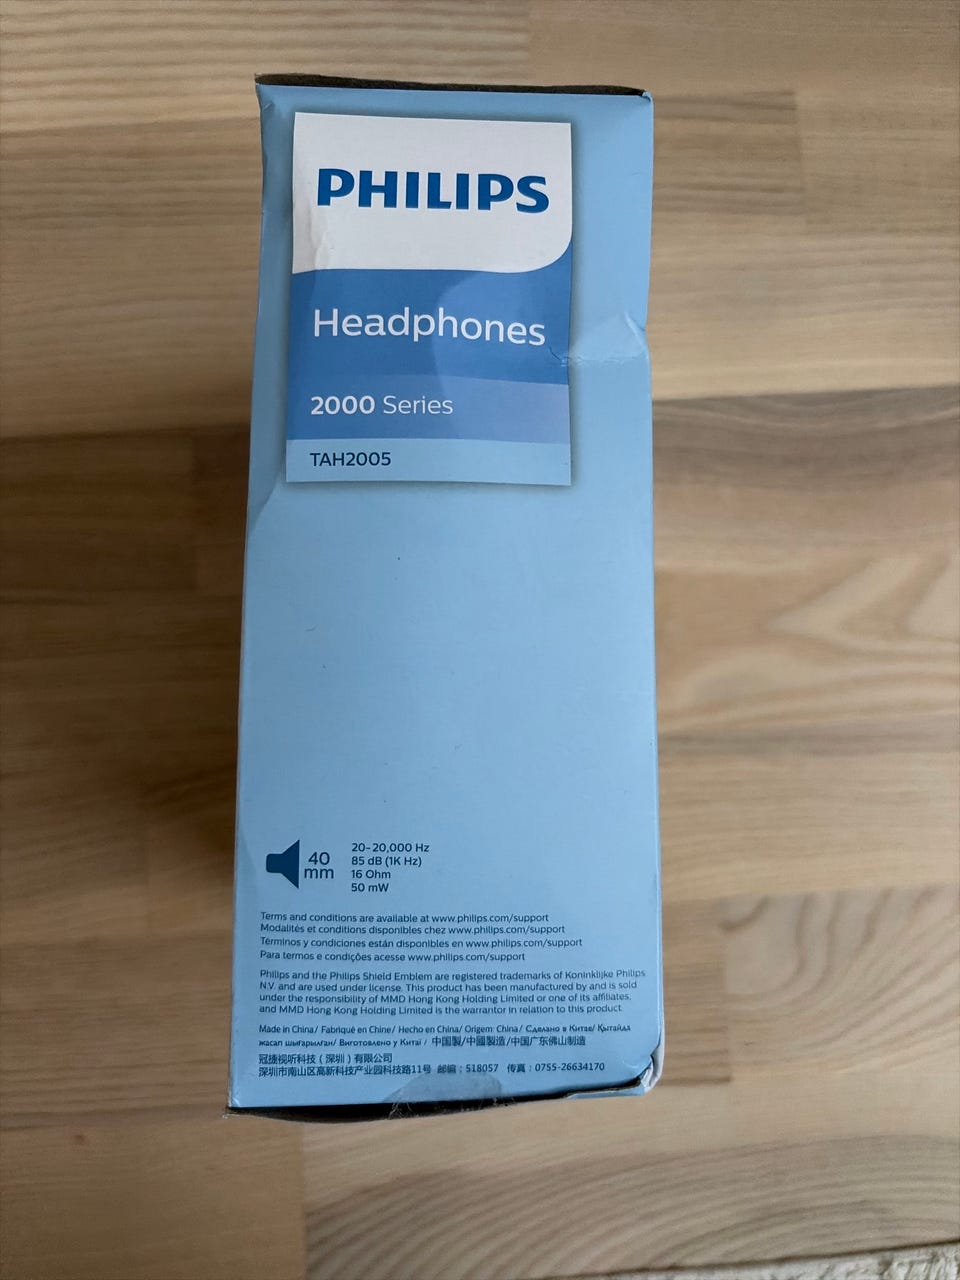 PHILIPS
Headphones
2000 Series
TAH2005
40
mm
20-20,000 Hz
85 dB (1K Hz)
16 Ohm
50 mW
Terms and conditions are available at www.philips.com/support
Modalités et conditions disponibles chez www.philips.com/support
Términos y condiciones están disponibles en www.philips.com/support
Para termos e condições acesse www.philips.com/support
Philips and the Philips Shield Emblem are registered trademarks of Koninklijke Philips
N.V. and are used under license. This product has been manufactured by and is sold
under the responsibility of MMD Hong Kong Holding Limited or one of its affiliates,
and MMD Hong Kong Holding Limited is the warrantor in relation to this product.
Made in China/ Fabriqué en Chine/ Hecho en China/ Origem: China/ Сделано в Китае/ Қытайда
жасап шығарылған/ Виготовлено у Китаї / 中国製/中國製造/中国广东佛山制造
冠捷视听科技（深圳）有限公司
深圳市南山区高新科技产业园科技路11号 邮编：518057 传真：0755-26634170